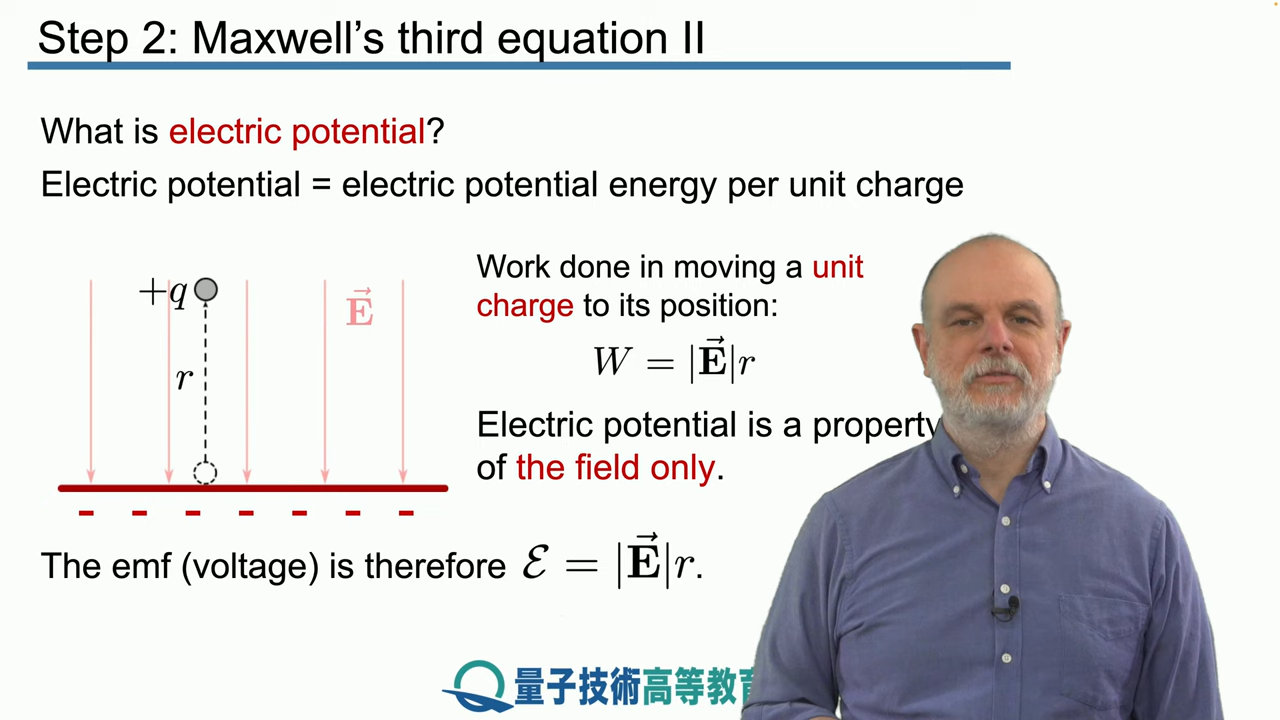 Step 2: Maxwell's third equation II
What is electric potential?
Electric potential = electric potential energy per unit charge
+q
r
E⃗
Work done in moving a unit
charge to its position:
W = |E⃗|r
Electric potential is a property
of the field only.
- - - - - - -
The emf (voltage) is therefore ℰ = |E⃗|r.
量子技術高等教育